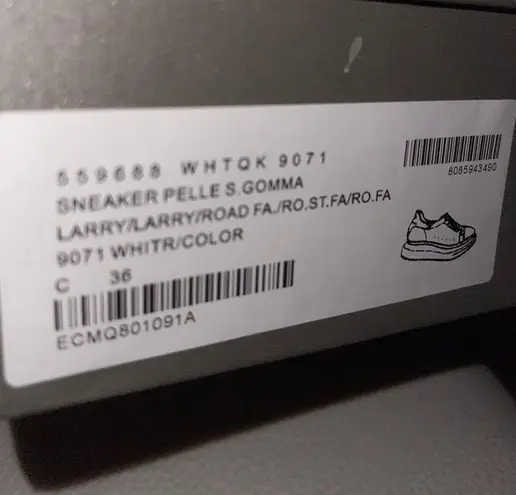 559688 WHTQK 9071
SNEAKER PELLE S.GOMMA
LARRY/LARRY/ROAD FA./RO.ST.FA/RO.FA
9071 WHITR/COLOR
C 36
ECMQ801091A
8085943490